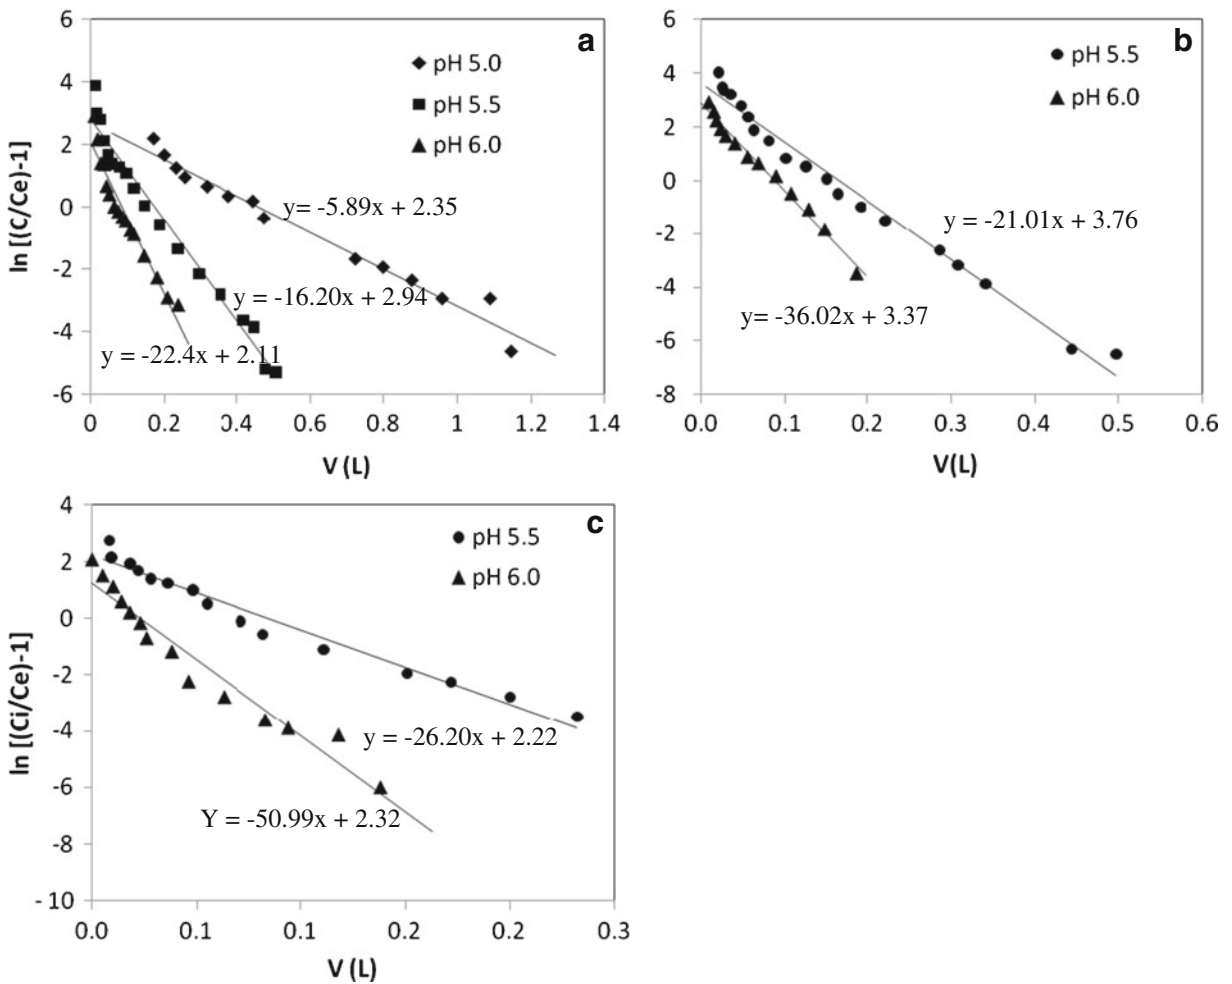 a
6
4
2
0
-2
-4
-6
ln [(C/Ce)-1]
pH 5.0
pH 5.5
pH 6.0
y= -5.89x + 2.35
y = -16.20x + 2.94
y = -22.4x + 2.11
0 0.2 0.4 0.6 0.8 1 1.2 1.4
V (L)
b
6
4
2
0
-2
-4
-6
-8
pH 5.5
pH 6.0
y = -21.01x + 3.76
y= -36.02x + 3.37
0.0 0.1 0.2 0.3 0.4 0.5 0.6
V(L)
c
4
2
0
-2
-4
-6
-8
- 10
ln [(Ci/Ce)-1]
pH 5.5
pH 6.0
y = -26.20x + 2.22
Y = -50.99x + 2.32
0.0 0.1 0.1 0.2 0.2 0.3
V (L)